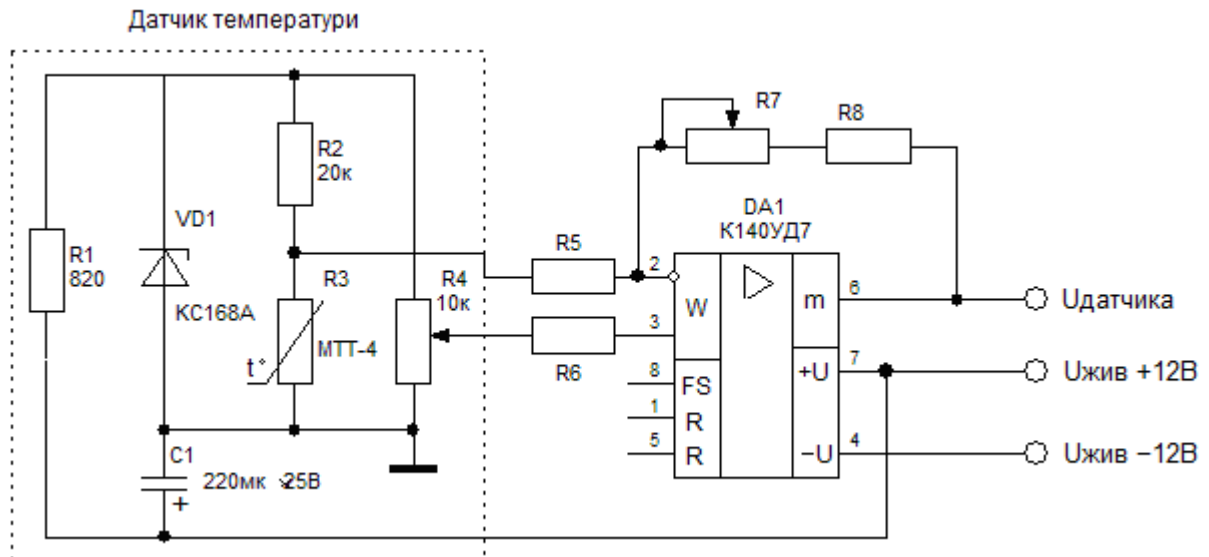 Датчик температури
R7
R8
R2
20к
DA1
К140УД7
VD1
R1
820
R5
2
W
m
6
Uдатчика
R3
R4
10к
КС168А
МТТ-4
t°
3
R6
+U
7
Uжив +12В
8
FS
1
R
5
R
−U
4
Uжив −12В
C1
220мк 25В
+